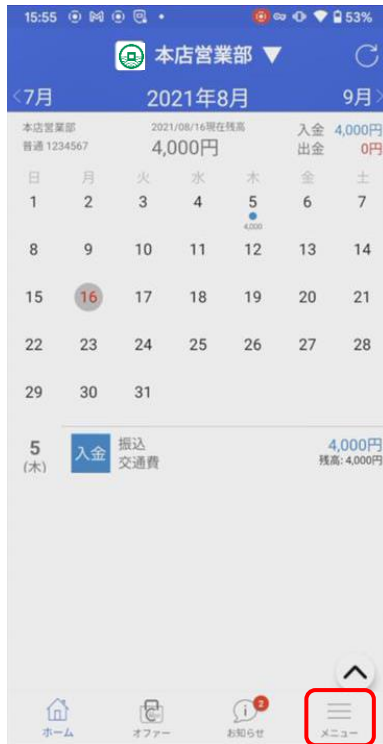 15:55 53%
本店営業部 ▼
<7月 2021年8月 9月>
本店営業部 2021/08/16現在残高 入金 4,000円
普通 1234567 4,000円 出金 0円
日 月 火 水 木 金 土
1 2 3 4 5 6 7
4,000
8 9 10 11 12 13 14
15 16 17 18 19 20 21
22 23 24 25 26 27 28
29 30 31
5 入金 振込 4,000円
(木) 交通費 残高: 4,000円
2
ホーム オファー お知らせ メニュー